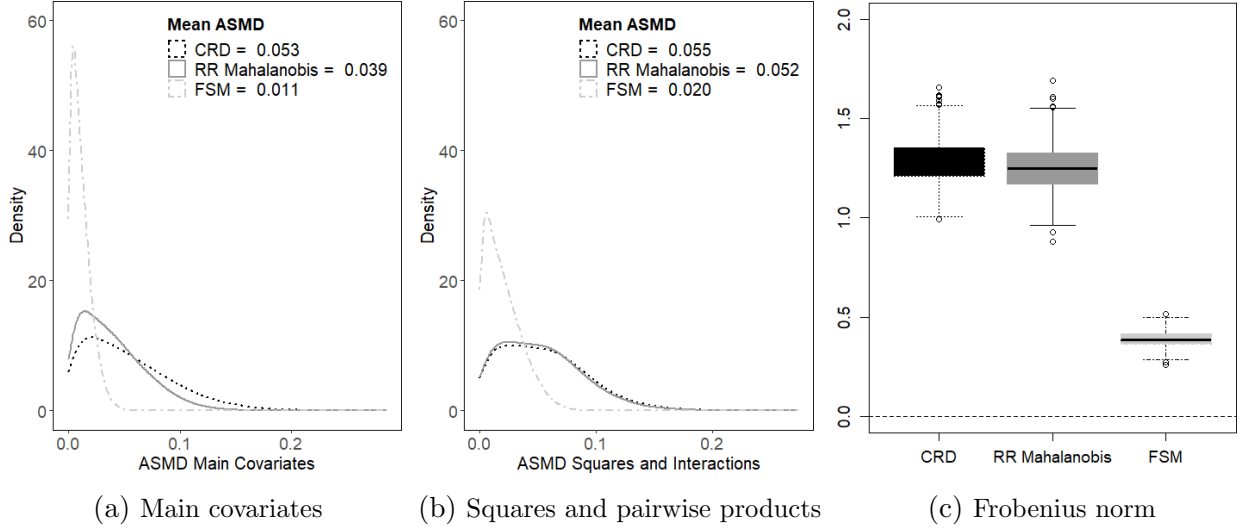 Mean ASMD
CRD = 0.053
RR Mahalanobis = 0.039
FSM = 0.011
60
40
20
0
Density
0.0 0.1 0.2
ASMD Main Covariates
(a) Main covariates
Mean ASMD
CRD = 0.055
RR Mahalanobis = 0.052
FSM = 0.020
60
40
20
0
Density
0.0 0.1 0.2
ASMD Squares and Interactions
(b) Squares and pairwise products
2.0
1.5
1.0
0.5
0.0
CRD RR Mahalanobis FSM
(c) Frobenius norm